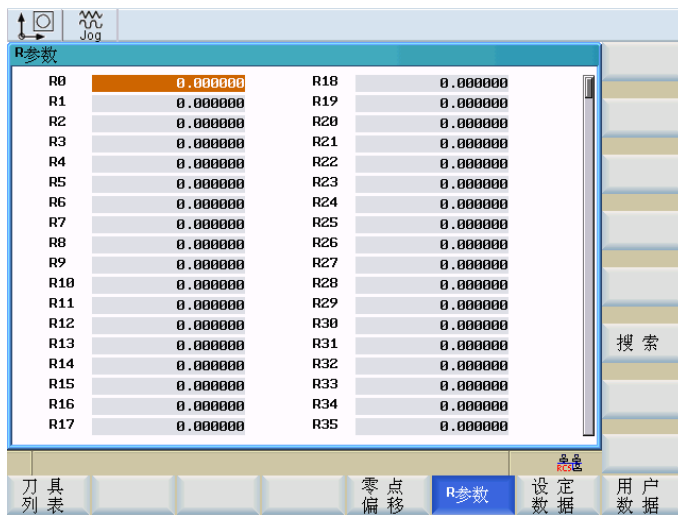 Jog
R参数
R0 0.000000 R18 0.000000
R1 0.000000 R19 0.000000
R2 0.000000 R20 0.000000
R3 0.000000 R21 0.000000
R4 0.000000 R22 0.000000
R5 0.000000 R23 0.000000
R6 0.000000 R24 0.000000
R7 0.000000 R25 0.000000
R8 0.000000 R26 0.000000
R9 0.000000 R27 0.000000
R10 0.000000 R28 0.000000
R11 0.000000 R29 0.000000
R12 0.000000 R30 0.000000
R13 0.000000 R31 0.000000
R14 0.000000 R32 0.000000
R15 0.000000 R33 0.000000
R16 0.000000 R34 0.000000
R17 0.000000 R35 0.000000
搜索
RCS
刀具
列表
零点
偏移
R参数
设定
数据
用户
数据